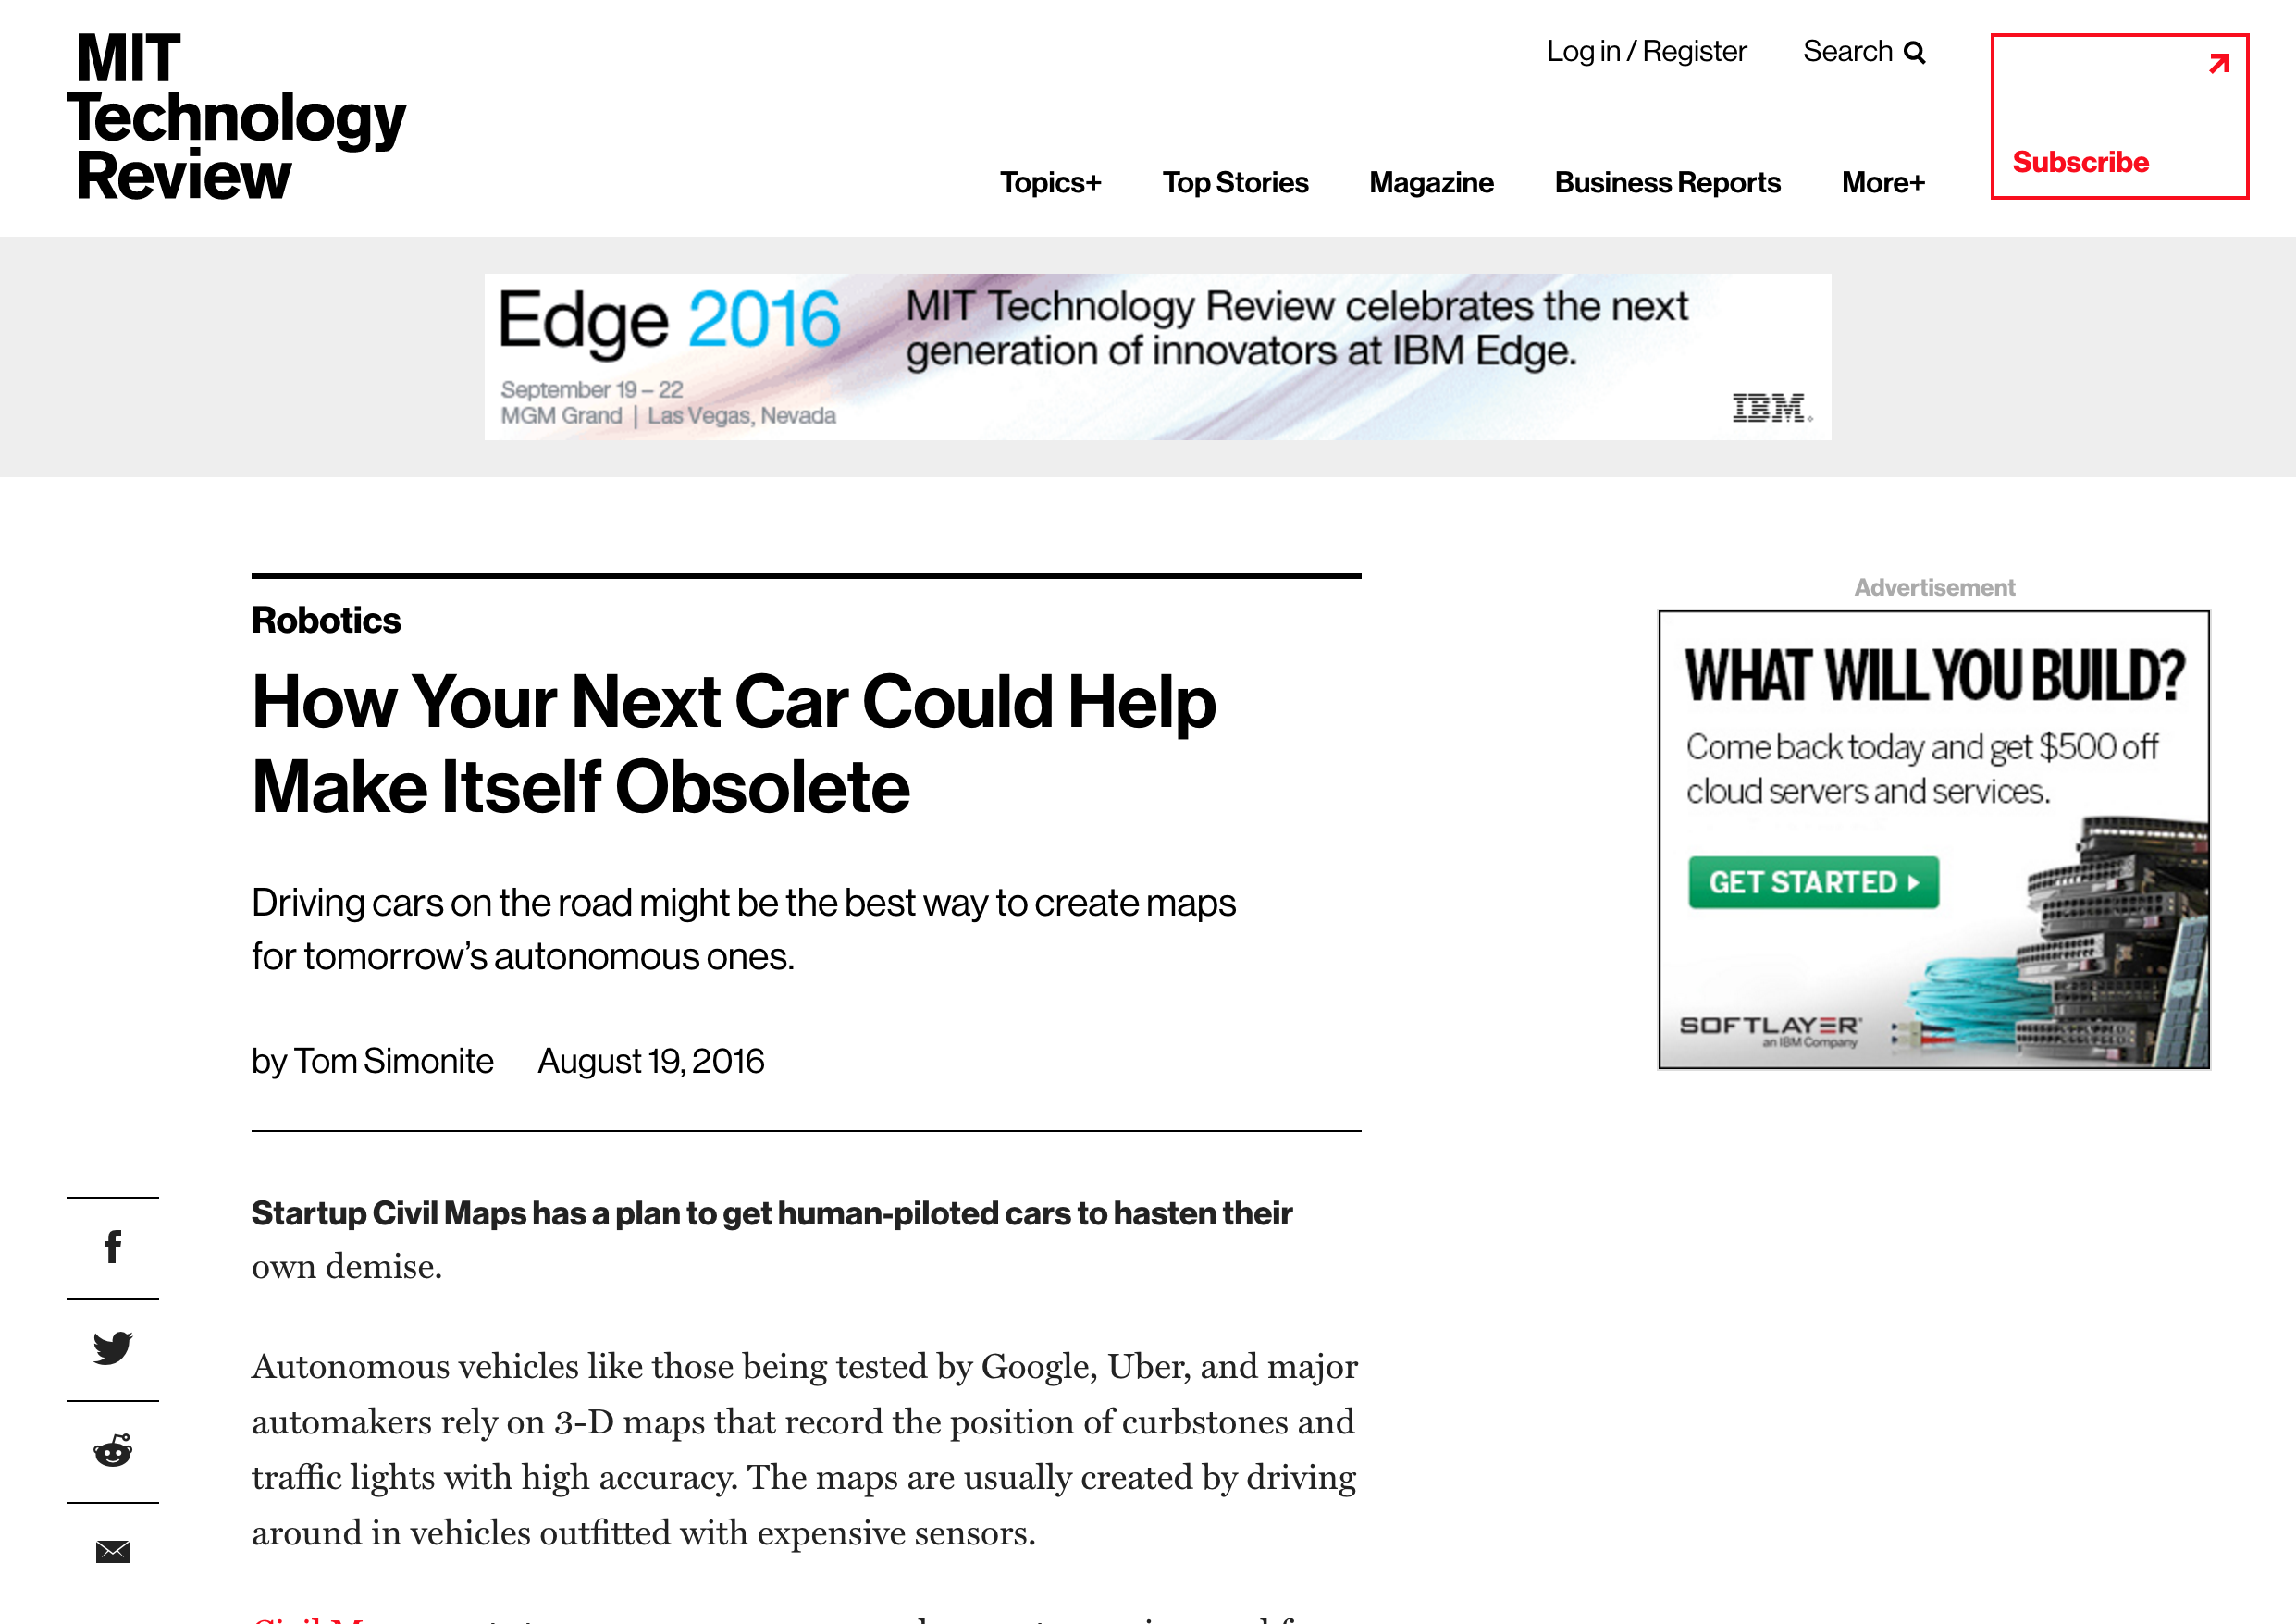 MIT
Technology
Review
Log in / Register
Search
Subscribe
Topics+
Top Stories
Magazine
Business Reports
More+
Edge 2016
September 19 – 22
MGM Grand | Las Vegas, Nevada
MIT Technology Review celebrates the next
generation of innovators at IBM Edge.
IBM
Robotics
How Your Next Car Could Help
Make Itself Obsolete
Driving cars on the road might be the best way to create maps
for tomorrow’s autonomous ones.
by Tom Simonite August 19, 2016
Advertisement
WHAT WILL YOU BUILD?
Come back today and get $500 off
cloud servers and services.
GET STARTED
SOFTLAYER
an IBM Company
Startup Civil Maps has a plan to get human-piloted cars to hasten their
own demise.
Autonomous vehicles like those being tested by Google, Uber, and major
automakers rely on 3-D maps that record the position of curbstones and
traffic lights with high accuracy. The maps are usually created by driving
around in vehicles outfitted with expensive sensors.